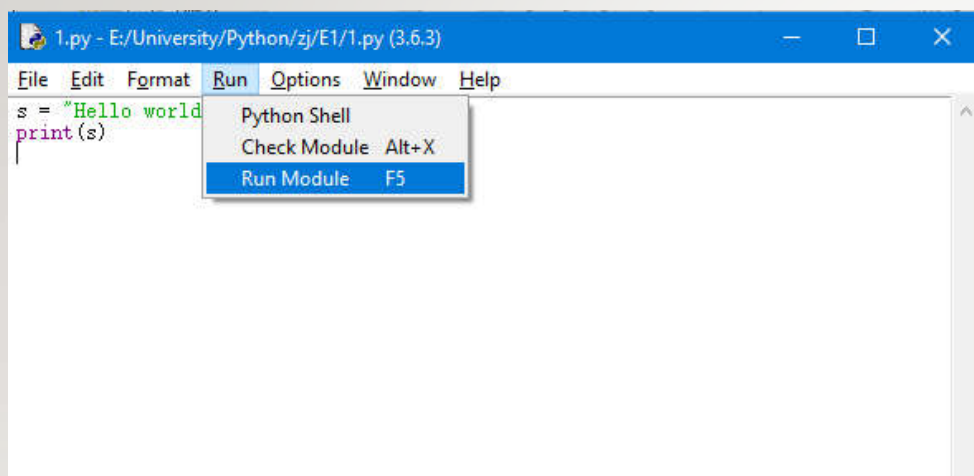 1.py - E:/University/Python/zj/E1/1.py (3.6.3)
File Edit Format Run Options Window Help
s = "Hello world
print(s)
Python Shell
Check Module Alt+X
Run Module F5